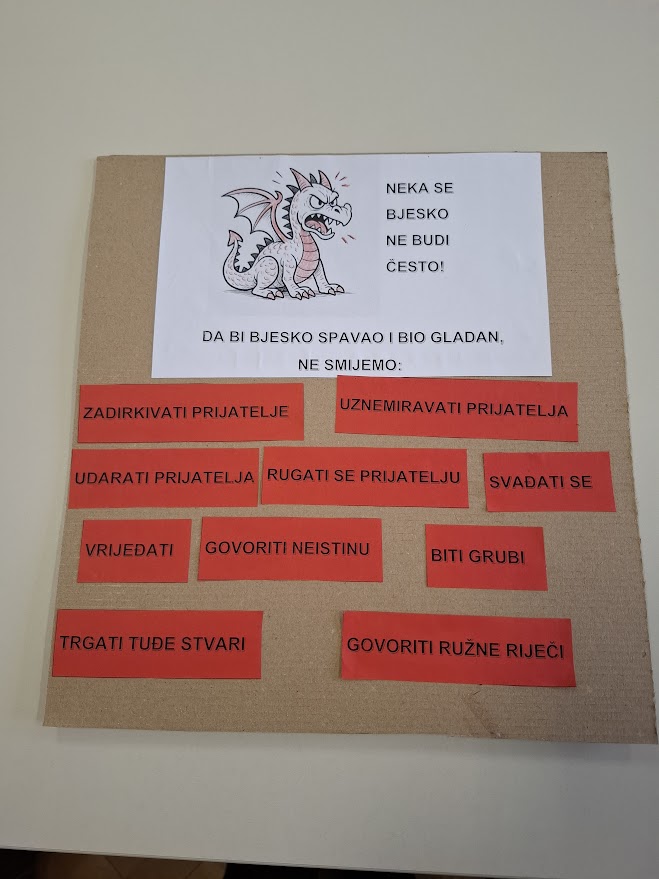 NEKA SE
BJESKO
NE BUDI
ČESTO!
DA BI BJESKO SPAVAO I BIO GLADAN,
NE SMIJEMO:
ZADIRKIVATI PRIJATELJE
UZNEMIRAVATI PRIJATELJA
UDARATI PRIJATELJA
RUGATI SE PRIJATELJU
SVAĐATI SE
VRIJEĐATI
GOVORITI NEISTINU
BITI GRUBI
TRGATI TUĐE STVARI
GOVORITI RUŽNE RIJEČI